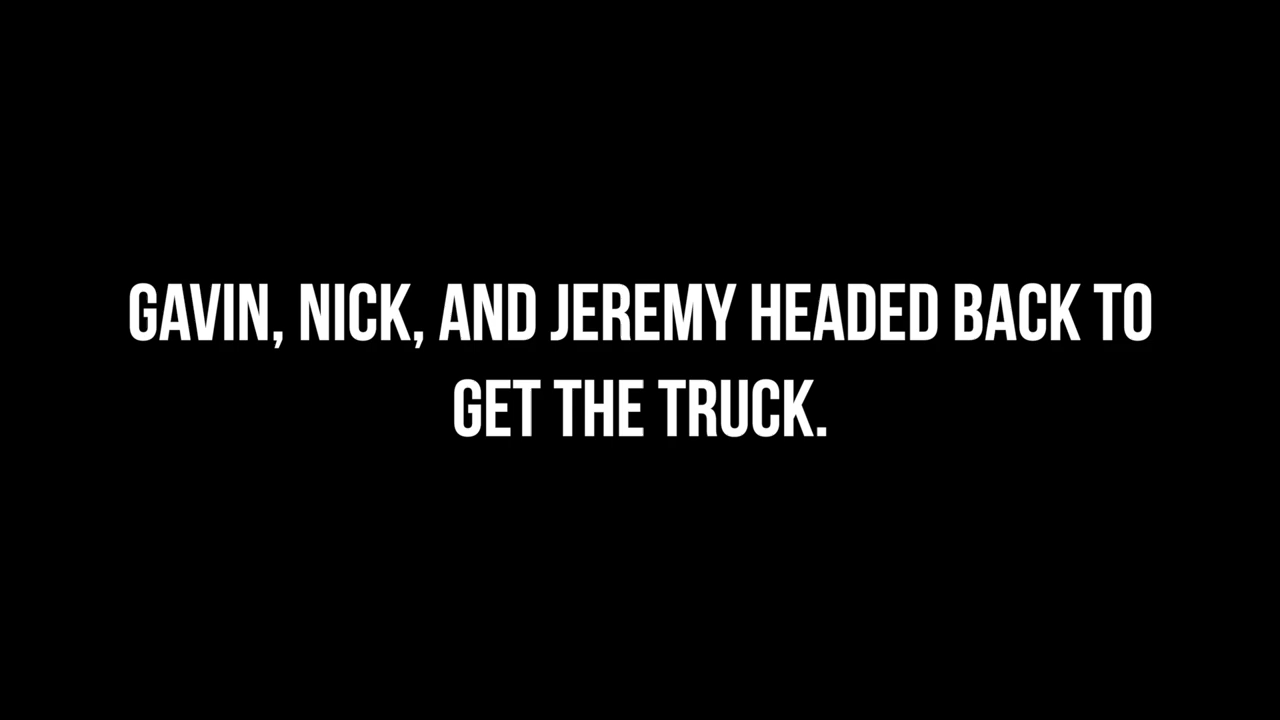 GAVIN, NICK, AND JEREMY HEADED BACK TO
GET THE TRUCK.